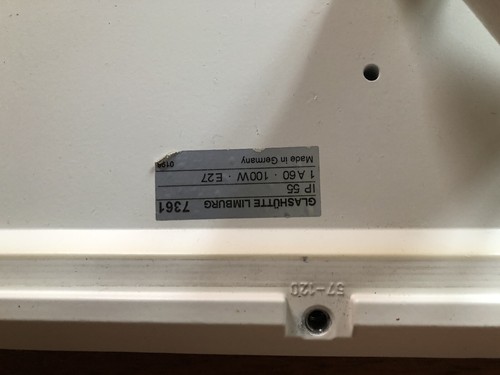 GLASHÜTTE LIMBURG 7361
IP 55
1 A60 · 100W · E27
Made in Germany
57-120